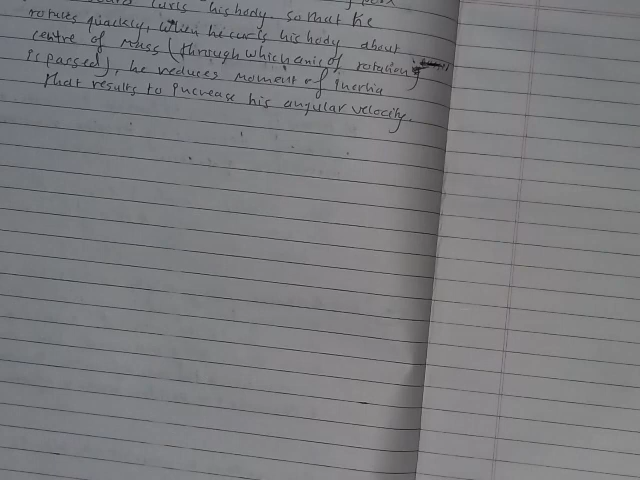 curls his body. so that he
rotates quickly, when he curls his body about
centre of mass (through which axis of rotation
is passed), he reduces moment of inertia
that results to increase his angular velocity.